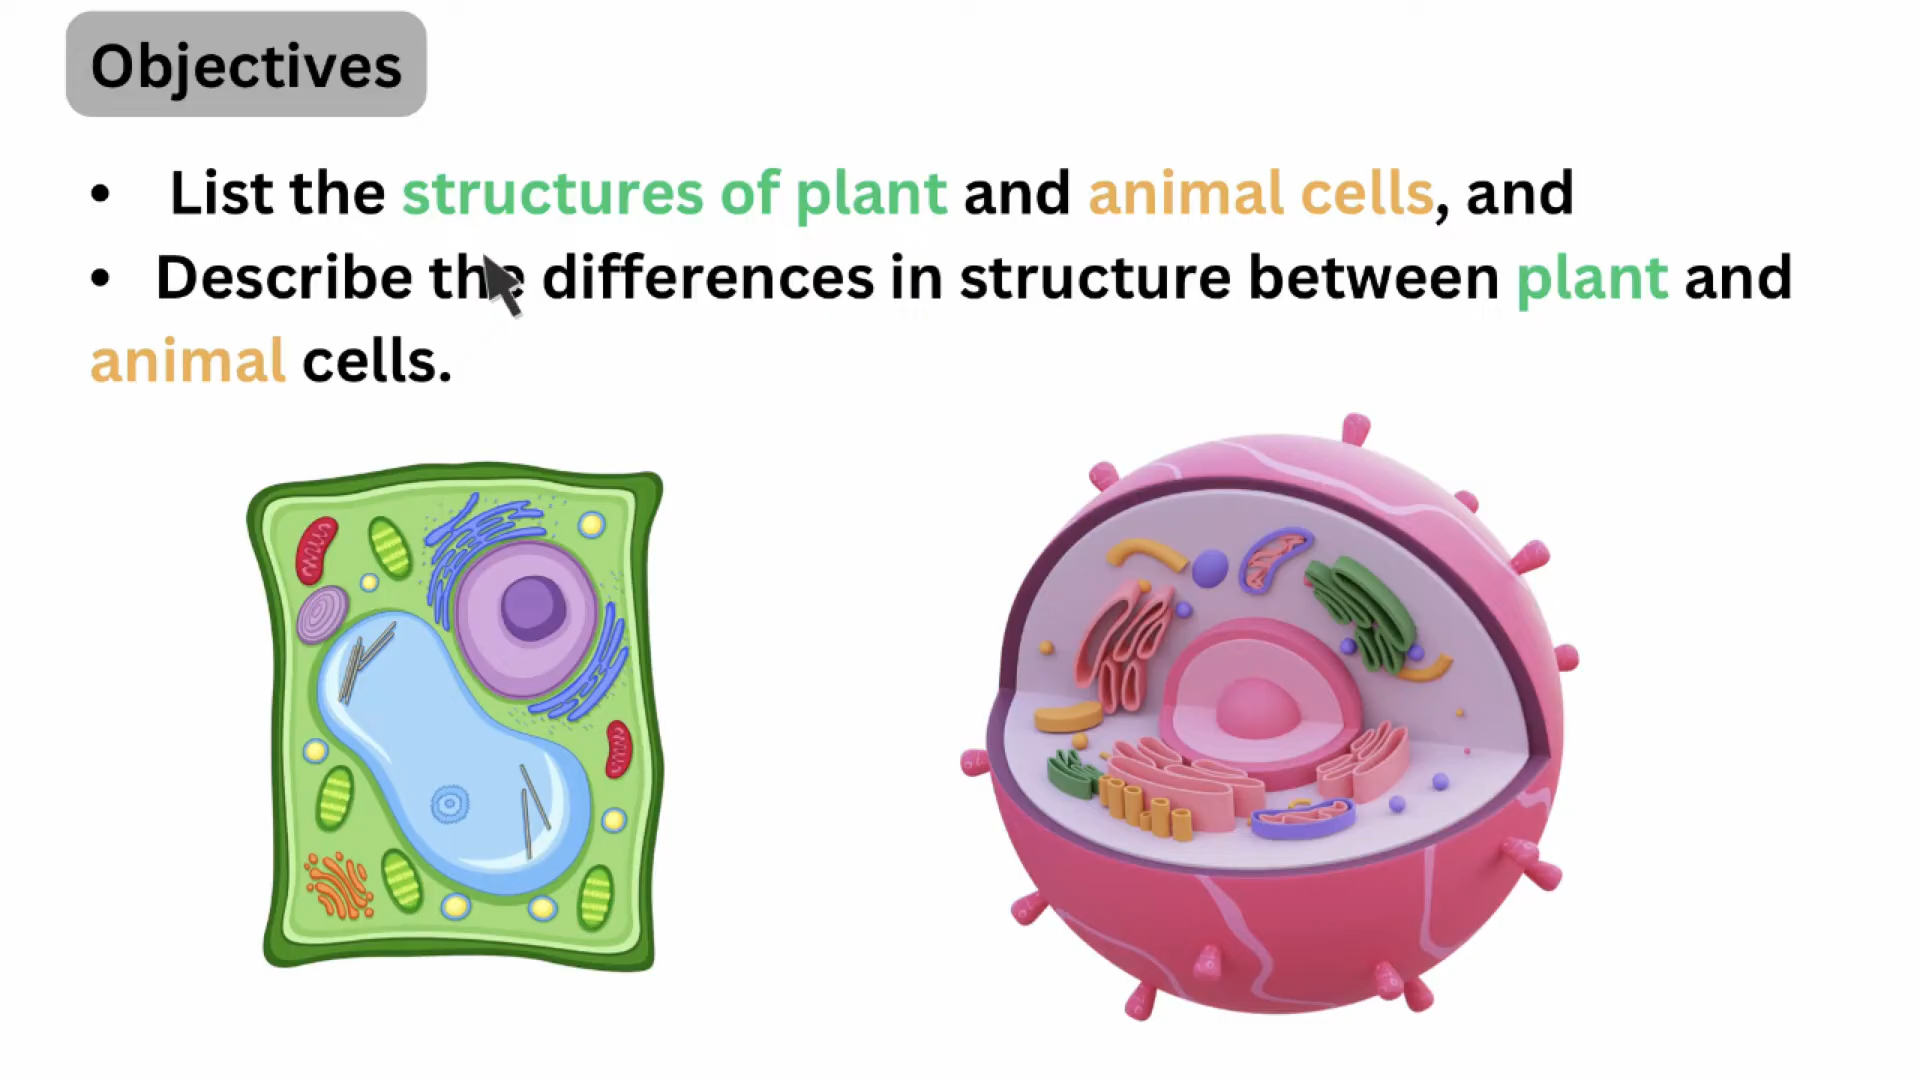 Objectives
• List the structures of plant and animal cells, and
• Describe the differences in structure between plant and
animal cells.